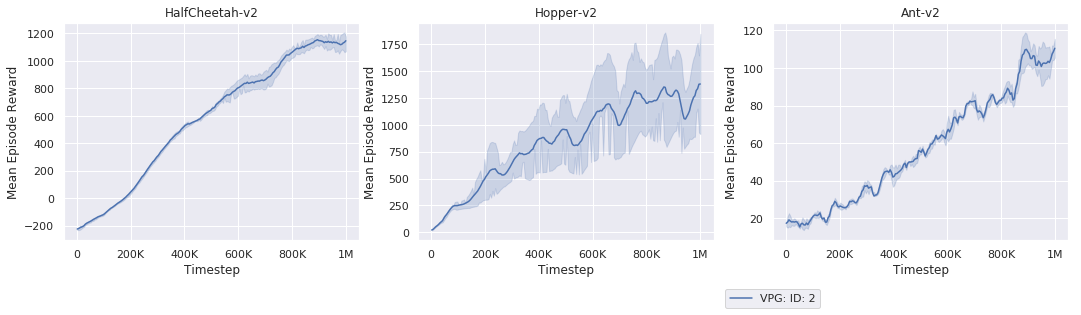 HalfCheetah-v2
Mean Episode Reward
1200
1000
800
600
400
200
0
−200
0 200K 400K 600K 800K 1M
Timestep
Hopper-v2
Mean Episode Reward
1750
1500
1250
1000
750
500
250
0
0 200K 400K 600K 800K 1M
Timestep
Ant-v2
Mean Episode Reward
120
100
80
60
40
20
0 200K 400K 600K 800K 1M
Timestep
VPG: ID: 2